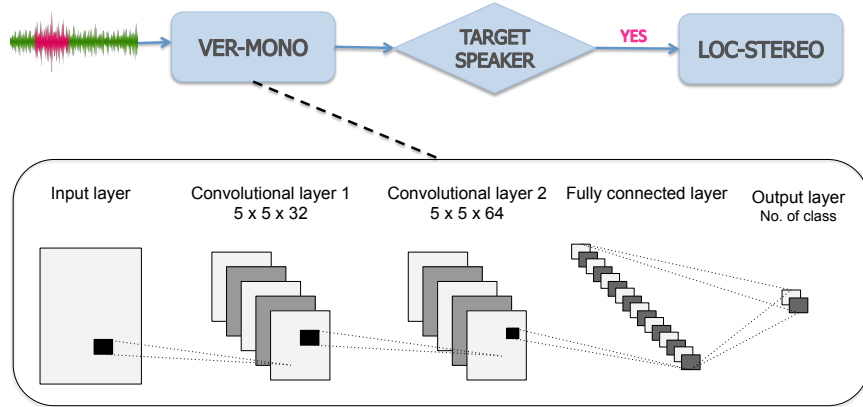 VER-MONO
TARGET
SPEAKER
YES
LOC-STEREO
Input layer
Convolutional layer 1
5 x 5 x 32
Convolutional layer 2
5 x 5 x 64
Fully connected layer
Output layer
No. of class